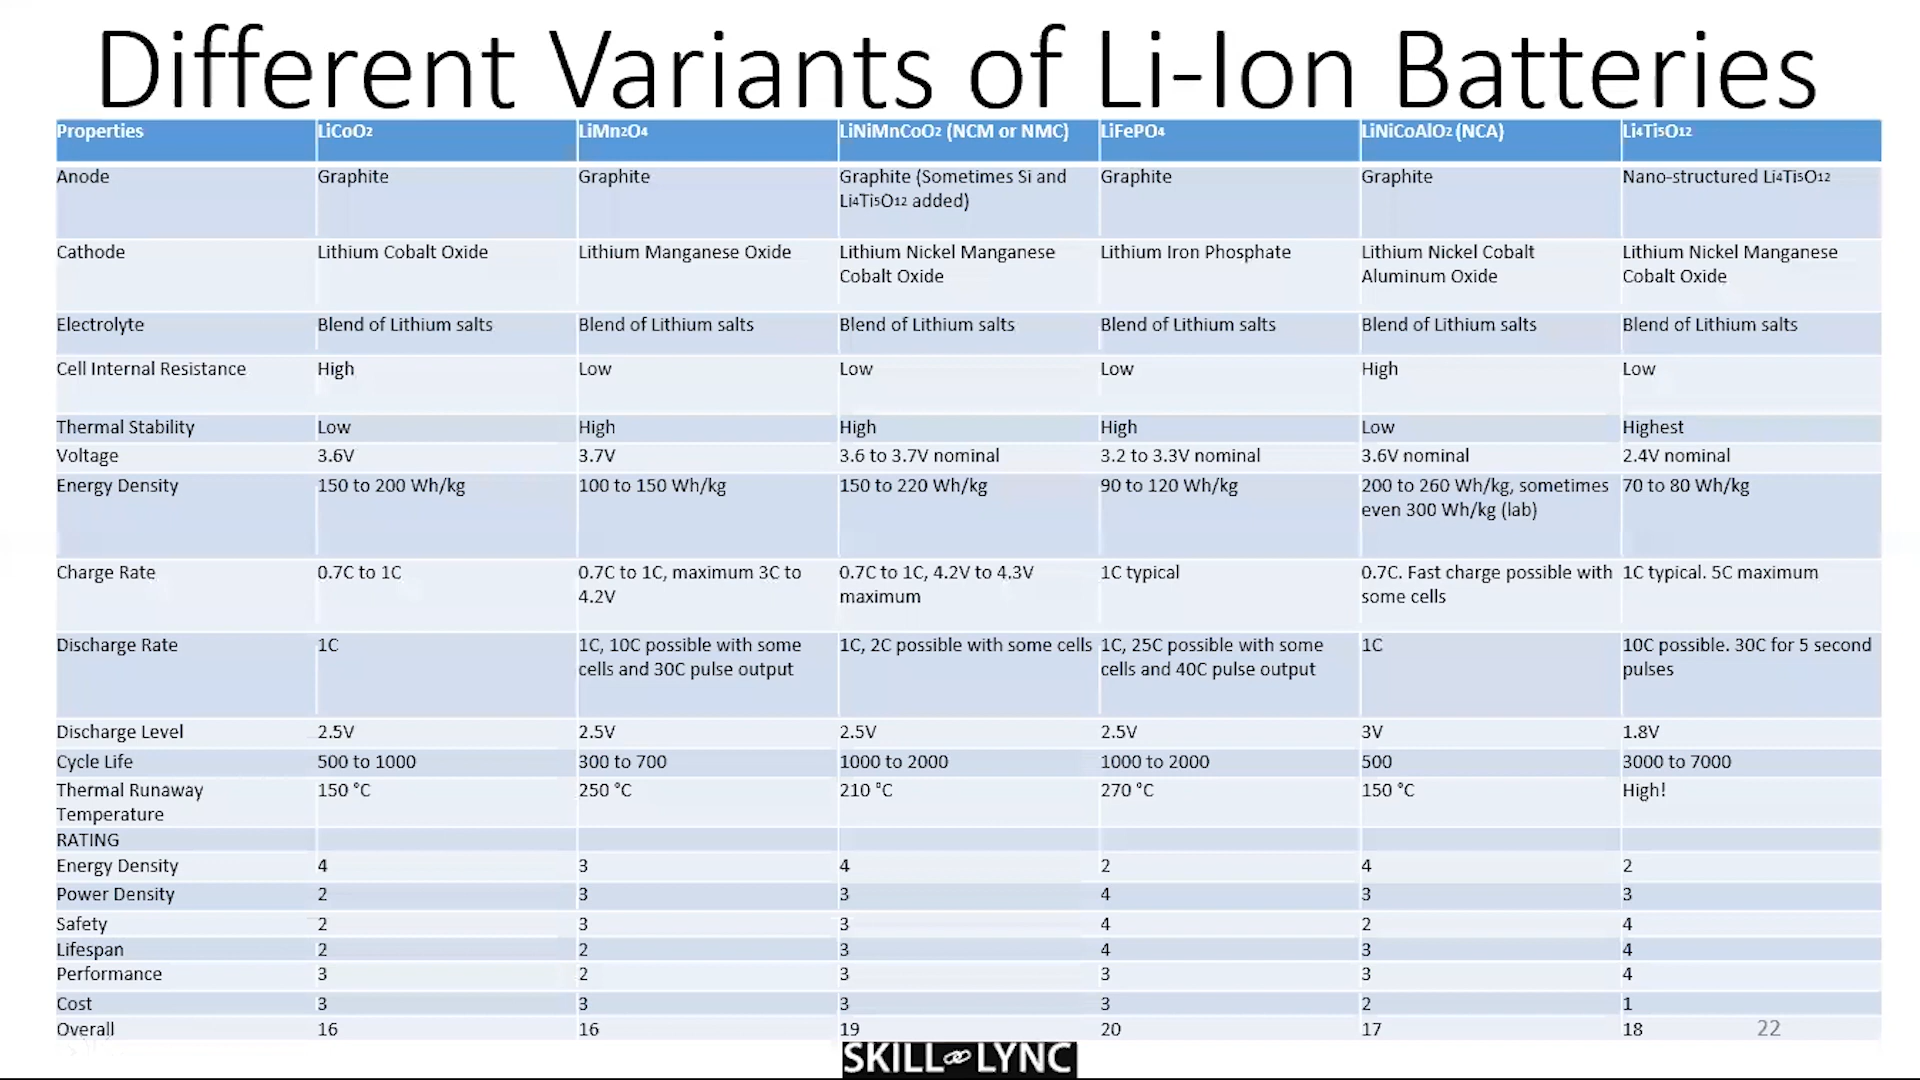 Different Variants of Li-Ion Batteries
Properties LiCoO2 LiMn2O4 LiNiMnCoO2 (NCM or NMC) LiFePO4 LiNiCoAlO2 (NCA) Li4Ti5O12
Anode Graphite Graphite Graphite (Sometimes Si and Graphite Graphite Nano-structured Li4Ti5O12
Li4Ti5O12 added)
Cathode Lithium Cobalt Oxide Lithium Manganese Oxide Lithium Nickel Manganese Lithium Iron Phosphate Lithium Nickel Cobalt Lithium Nickel Manganese
Cobalt Oxide Aluminum Oxide Cobalt Oxide
Electrolyte Blend of Lithium salts Blend of Lithium salts Blend of Lithium salts Blend of Lithium salts Blend of Lithium salts Blend of Lithium salts
Cell Internal Resistance High Low Low Low High Low
Thermal Stability Low High High High Low Highest
Voltage 3.6V 3.7V 3.6 to 3.7V nominal 3.2 to 3.3V nominal 3.6V nominal 2.4V nominal
Energy Density 150 to 200 Wh/kg 100 to 150 Wh/kg 150 to 220 Wh/kg 90 to 120 Wh/kg 200 to 260 Wh/kg, sometimes 70 to 80 Wh/kg
even 300 Wh/kg (lab)
Charge Rate 0.7C to 1C 0.7C to 1C, maximum 3C to 0.7C to 1C, 4.2V to 4.3V 1C typical 0.7C. Fast charge possible with 1C typical. 5C maximum
4.2V maximum some cells
Discharge Rate 1C 1C, 10C possible with some 1C, 2C possible with some cells 1C, 25C possible with some 1C 10C possible. 30C for 5 second
cells and 30C pulse output cells and 40C pulse output pulses
Discharge Level 2.5V 2.5V 2.5V 2.5V 3V 1.8V
Cycle Life 500 to 1000 300 to 700 1000 to 2000 1000 to 2000 500 3000 to 7000
Thermal Runaway 150 °C 250 °C 210 °C 270 °C 150 °C High!
Temperature
RATING
Energy Density 4 3 4 2 4 2
Power Density 2 3 3 4 3 3
Safety 2 3 3 4 2 4
Lifespan 2 2 3 4 3 4
Performance 3 2 3 3 3 4
Cost 3 3 3 3 2 1
Overall 16 16 19 20 17 18 22
SKILL LYNC